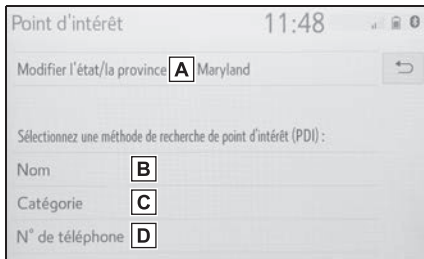 Point d'intérêt 11:48
Modifier l'état/la province A Maryland
Sélectionnez une méthode de recherche de point d'intérêt (PDI) :
Nom B
Catégorie C
N° de téléphone D